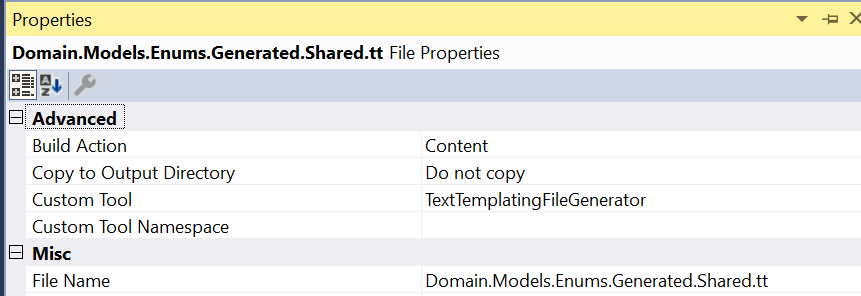 Properties
Domain.Models.Enums.Generated.Shared.tt File Properties
Advanced
Build Action Content
Copy to Output Directory Do not copy
Custom Tool TextTemplatingFileGenerator
Custom Tool Namespace
Misc
File Name Domain.Models.Enums.Generated.Shared.tt